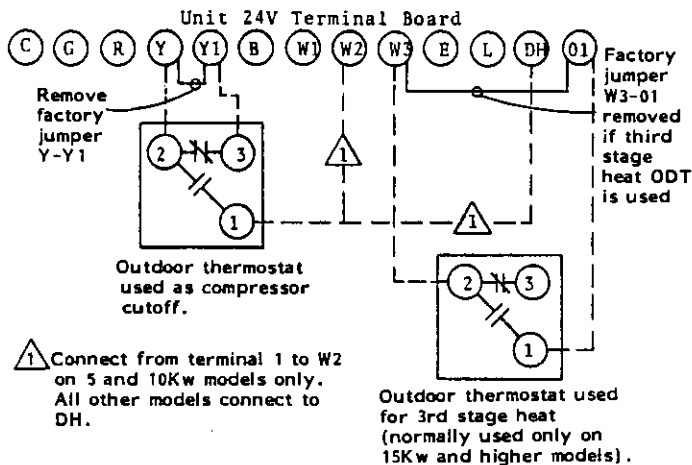 Unit 24V Terminal Board
C G R Y Y1 B W1 W2 W3 E L DH 01
Remove
factory
jumper
Y-Y1
Factory
jumper
W3-01
removed
if third
stage
heat ODT
is used
2 3
1
1
1
Outdoor thermostat
used as compressor
cutoff.
2 3
1
1 Connect from terminal 1 to W2
on 5 and 10Kw models only.
All other models connect to
DH.
Outdoor thermostat used
for 3rd stage heat
(normally used only on
15Kw and higher models).